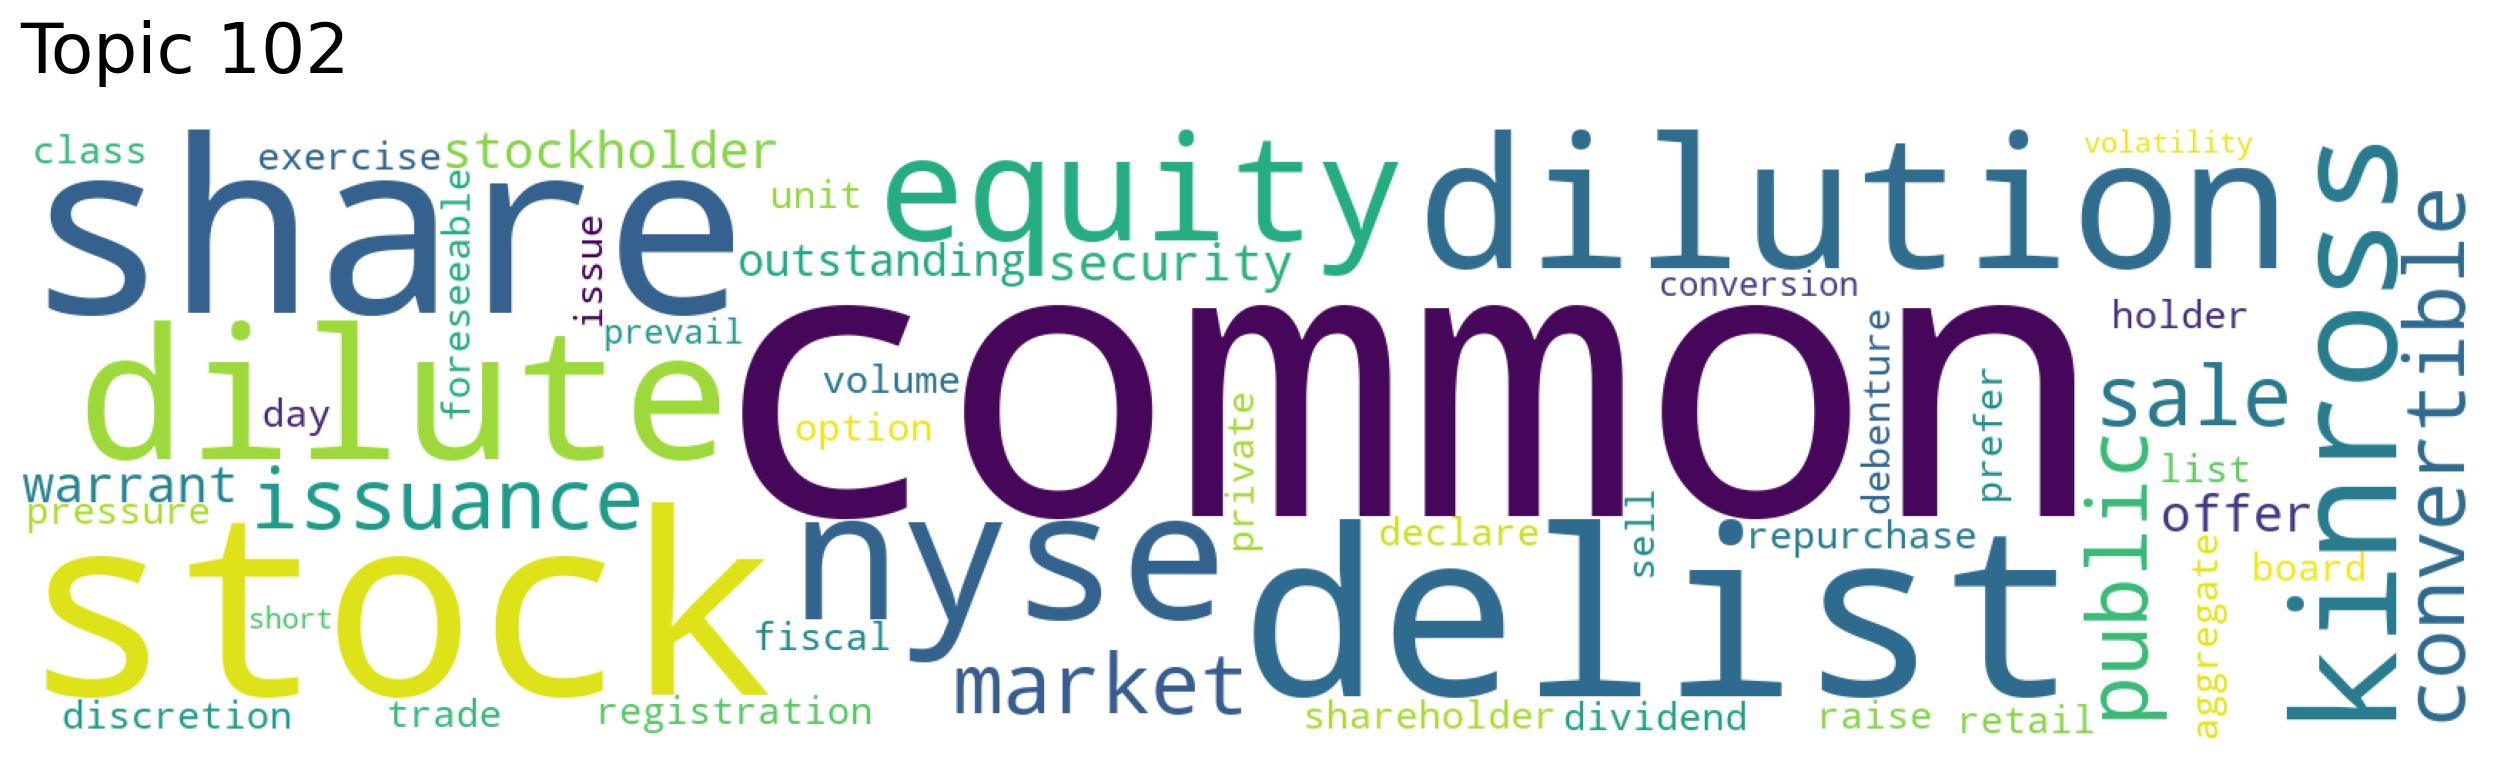 Topic 102
class
exercise
stockholder
share
foreseeable
issue
unit
equity
dilution
volatility
outstanding
security
conversion
kinross
convertible
dilute
day
prevail
common
volume
option
private
debenture
prefer
holder
sale
list
public
offer
warrant
pressure
issuance
stock
short
nyse
declare
sell
repurchase
delist
aggregate
board
fiscal
market
discretion
trade
registration
shareholder
dividend
raise
retail